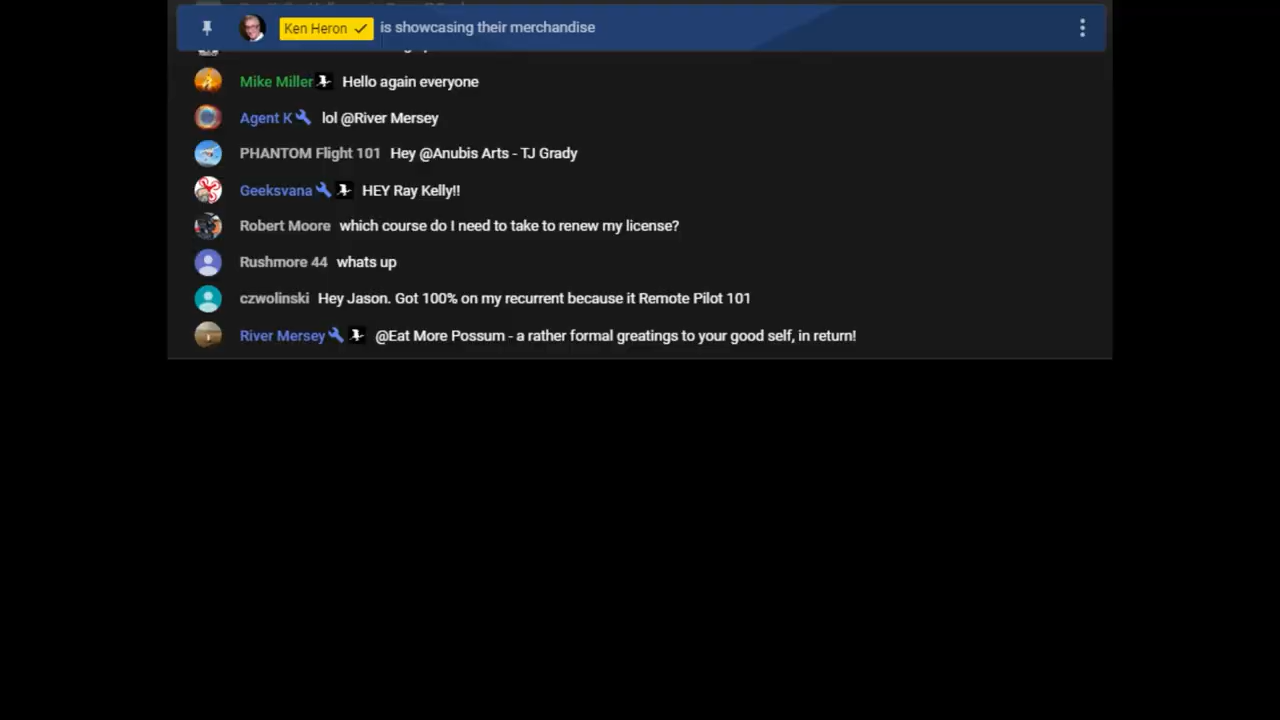 Ken Heron is showcasing their merchandise
Mike Miller Hello again everyone
Agent K lol @River Mersey
PHANTOM Flight 101 Hey @Anubis Arts - TJ Grady
Geeksvana HEY Ray Kelly!!
Robert Moore which course do I need to take to renew my license?
Rushmore 44 whats up
czwolinski Hey Jason. Got 100% on my recurrent because it Remote Pilot 101
River Mersey @Eat More Possum - a rather formal greetings to your good self, in return!